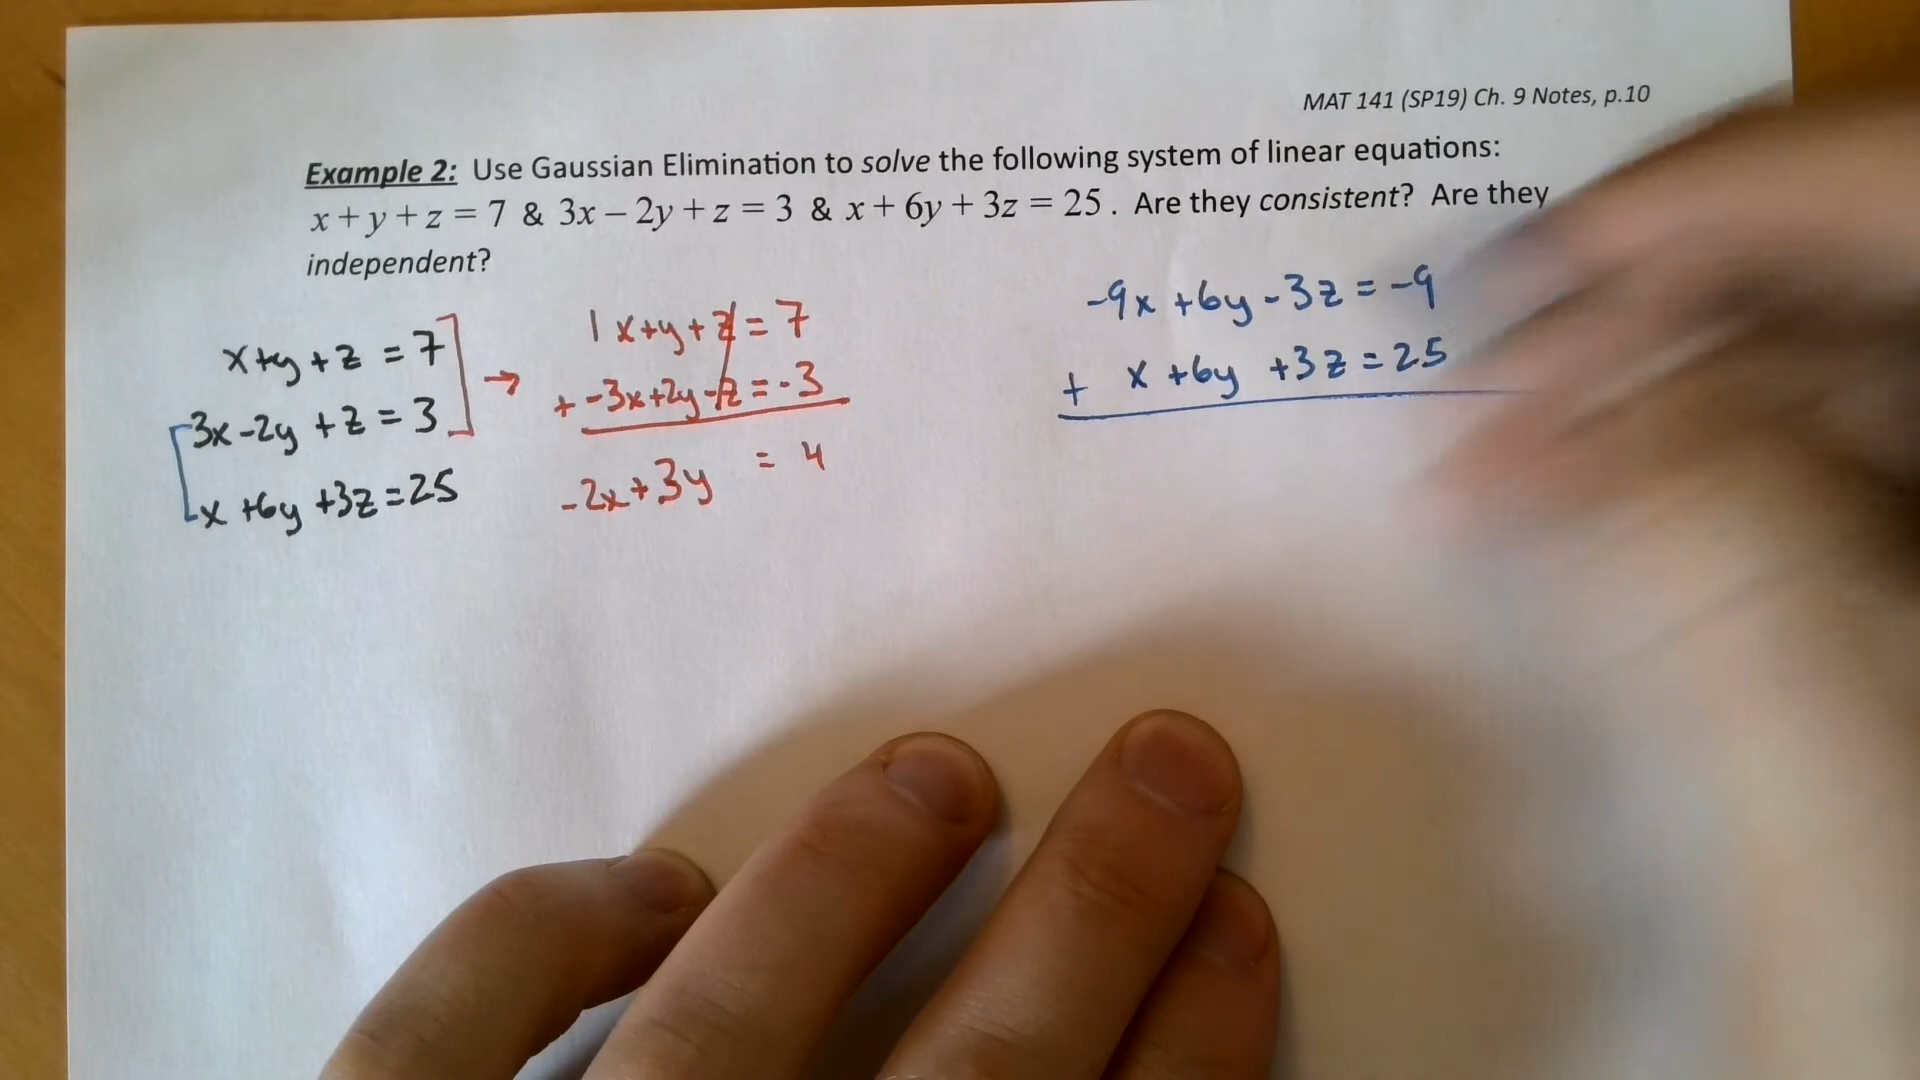 MAT 141 (SP19) Ch. 9 Notes, p.10
Example 2: Use Gaussian Elimination to solve the following system of linear equations:
x + y + z = 7 & 3x – 2y + z = 3 & x + 6y + 3z = 25. Are they consistent? Are they
independent?
x+y+z = 7
3x-2y+z = 3
x+6y+3z=25
→
1x+y+z=7
+ -3x+2y-z=-3
-2x+3y = 4
-9x+6y-3z=-9
+ x+6y+3z=25